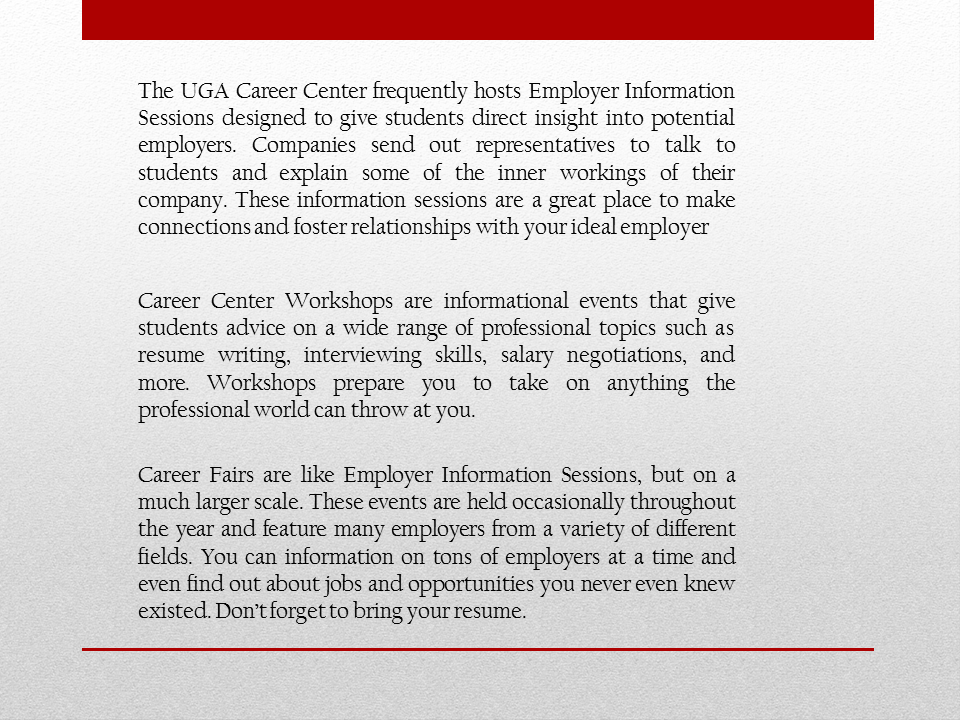 The UGA Career Center frequently hosts Employer Information
Sessions designed to give students direct insight into potential
employers. Companies send out representatives to talk to
students and explain some of the inner workings of their
company. These information sessions are a great place to make
connections and foster relationships with your ideal employer
Career Center Workshops are informational events that give
students advice on a wide range of professional topics such as
resume writing, interviewing skills, salary negotiations, and
more. Workshops prepare you to take on anything the
professional world can throw at you.
Career Fairs are like Employer Information Sessions, but on a
much larger scale. These events are held occasionally throughout
the year and feature many employers from a variety of different
fields. You can information on tons of employers at a time and
even find out about jobs and opportunities you never even knew
existed. Don’t forget to bring your resume.